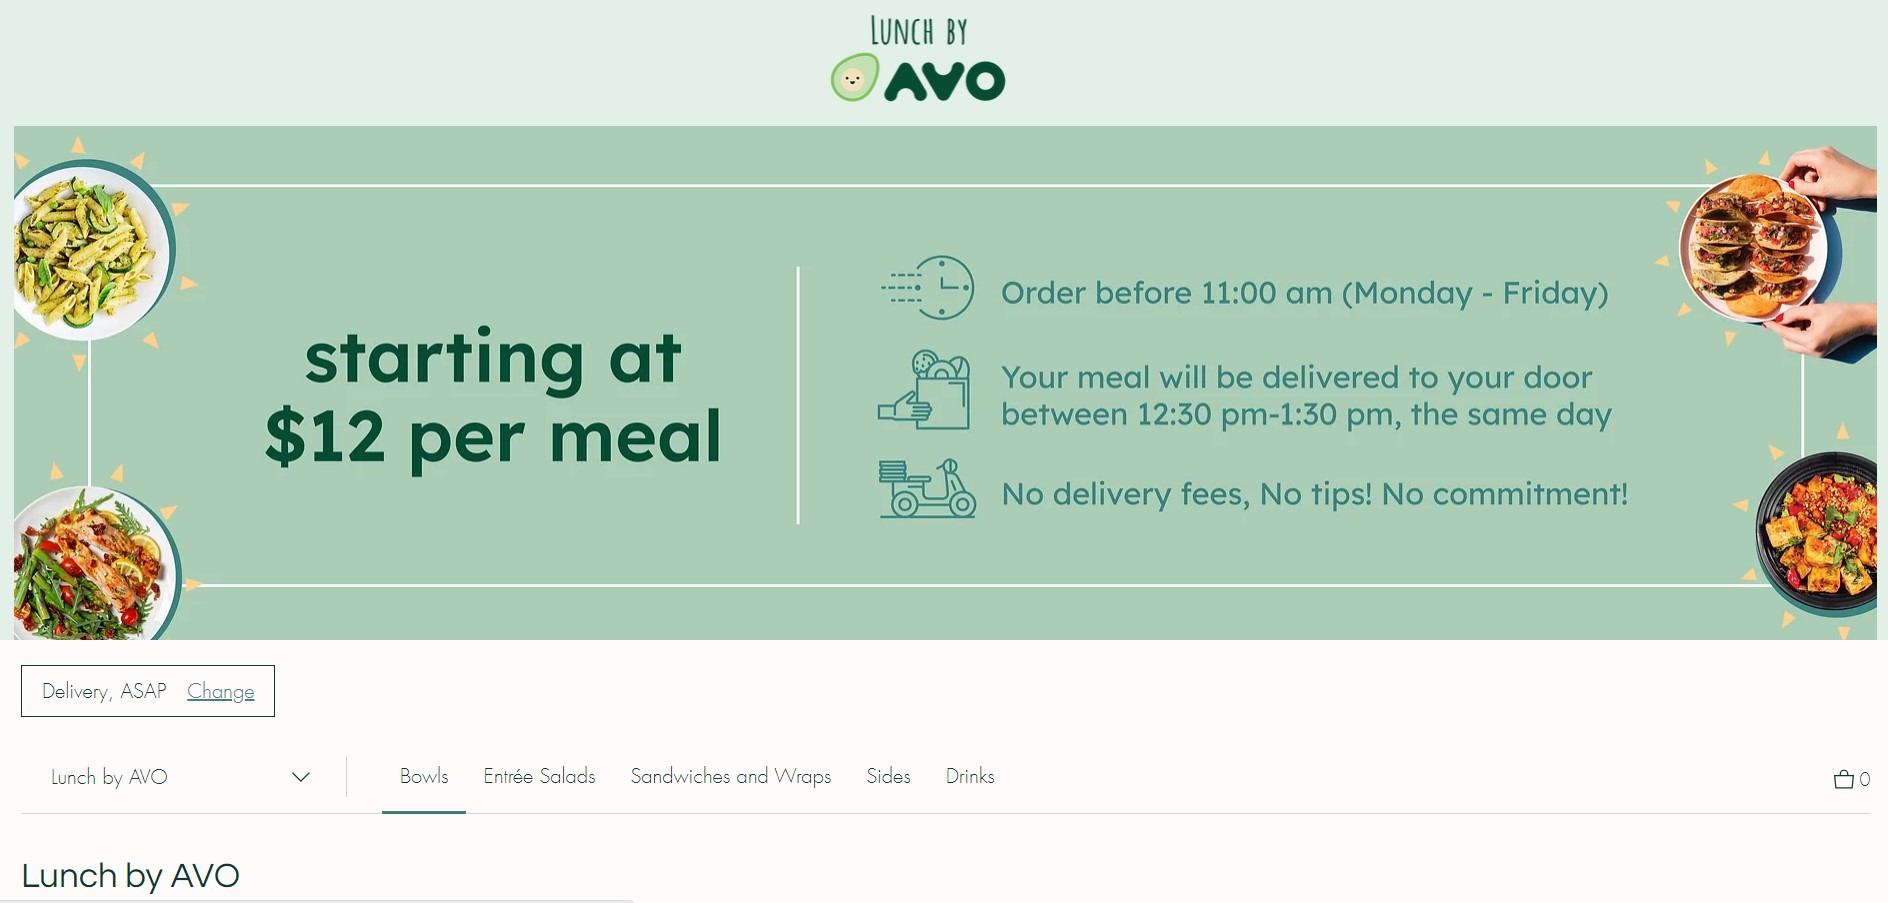 LUNCH BY
AVO
starting at
$12 per meal
Order before 11:00 am (Monday - Friday)
Your meal will be delivered to your door
between 12:30 pm-1:30 pm, the same day
No delivery fees, No tips! No commitment!
Delivery, ASAP Change
Lunch by AVO Bowls Entrée Salads Sandwiches and Wraps Sides Drinks 0
Lunch by AVO